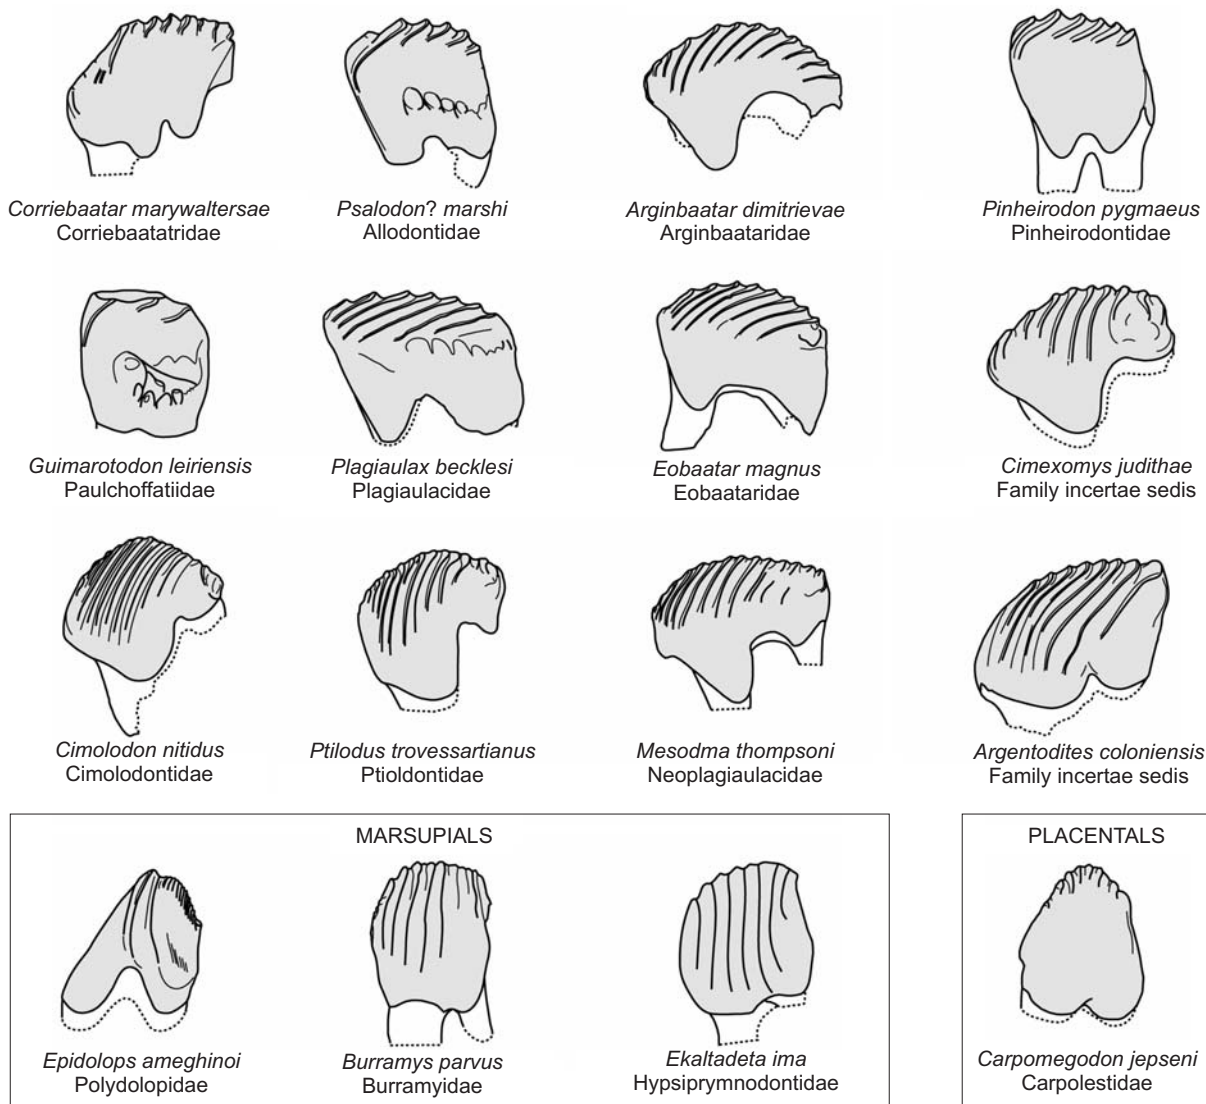 Corriebaatar marywaltersae
Corriebaatatridae
Psalodon? marshi
Allodontidae
Arginbaatar dimitrievae
Arginbaataridae
Pinheirodon pygmaeus
Pinheirodontidae
Guimarotodon leiriensis
Paulchoffatiidae
Plagiaulax becklesi
Plagiaulacidae
Eobaatar magnus
Eobaataridae
Cimexomys judithae
Family incertae sedis
Cimolodon nitidus
Cimolodontidae
Ptilodus trovessartianus
Ptioldontidae
Mesodma thompsoni
Neoplagiaulacidae
Argentodites coloniensis
Family incertae sedis
MARSUPIALS
Epidolops ameghinoi
Polydolopidae
Burramys parvus
Burramyidae
Ekaltadeta ima
Hypsiprymnodontidae
PLACENTALS
Carpomegodon jepseni
Carpolestidae